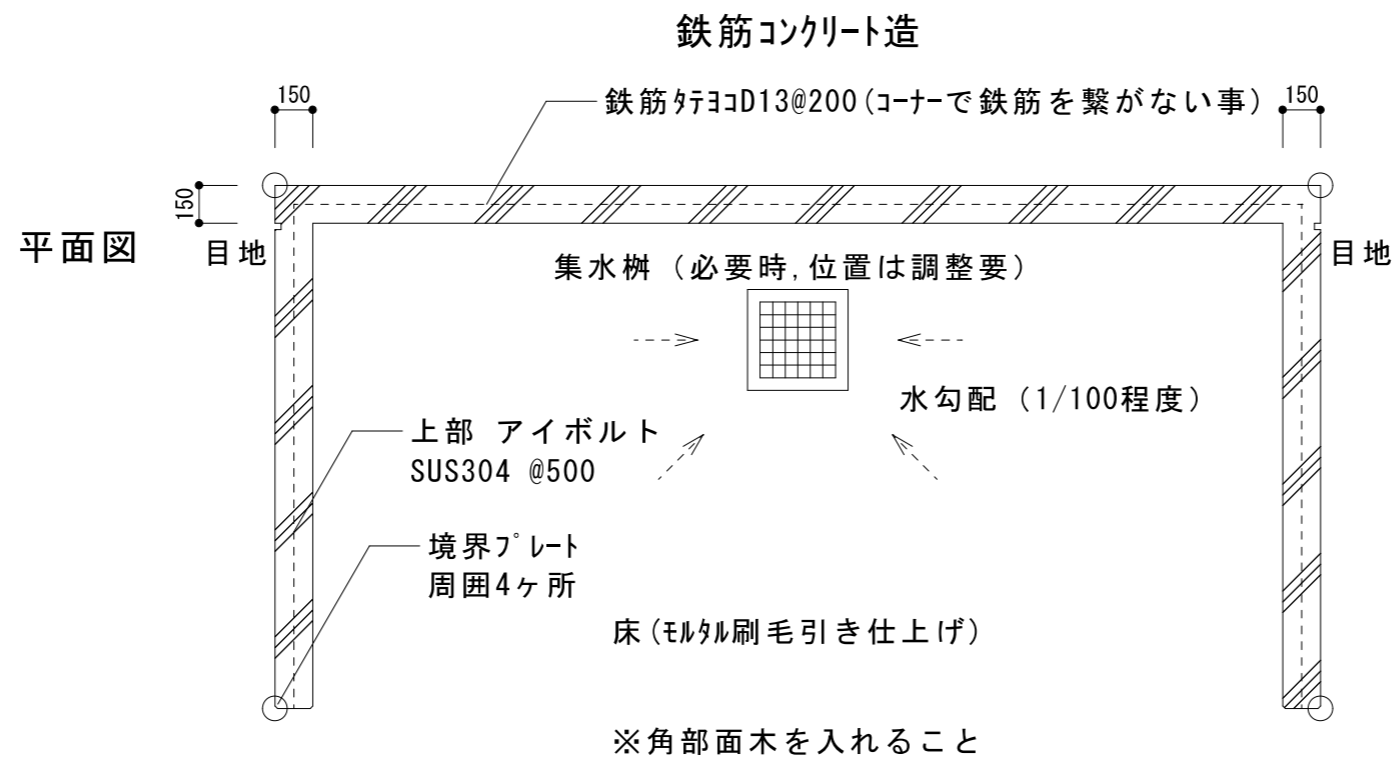 鉄筋ｺﾝｸﾘｰﾄ造
150
鉄筋ﾀﾃﾖｺD13@200(ｺｰﾅｰで鉄筋を繋がない事)
150
150
平面図
目地
集水桝（必要時,位置は調整要）
目地
水勾配（1/100程度）
上部 アイボルト
SUS304 @500
境界ﾌﾟﾚｰﾄ
周囲4ヶ所
床(ﾓﾙﾀﾙ刷毛引き仕上げ)
※角部面木を入れること